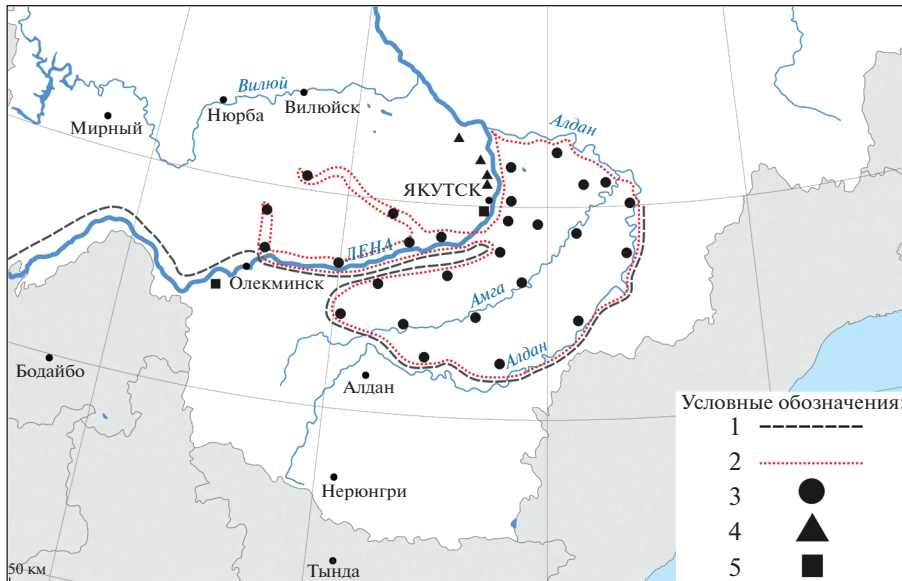 Вилюй
Нюрба
Вилюйск
Мирный
Алдан
ЯКУТСК
ЛЕНА
Олекминск
Амга
Алдан
Бодайбо
Алдан
Условные обозначения:
1
2
3
4
5
Нерюнгри
50 км
Тында